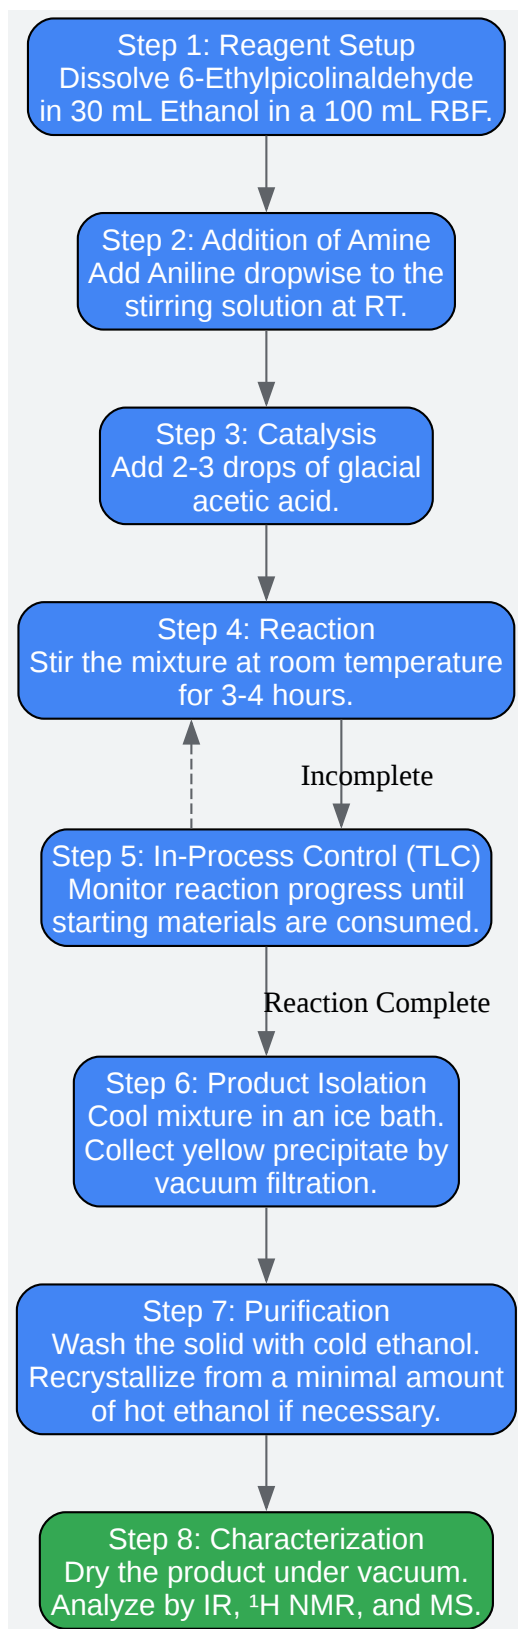 Step 1: Reagent Setup
Dissolve 6-Ethylpicolinaldehyde
in 30 mL Ethanol in a 100 mL RBF.
Step 2: Addition of Amine
Add Aniline dropwise to the
stirring solution at RT.
Step 3: Catalysis
Add 2-3 drops of glacial
acetic acid.
Step 4: Reaction
Stir the mixture at room temperature
for 3-4 hours.
Incomplete
Step 5: In-Process Control (TLC)
Monitor reaction progress until
starting materials are consumed.
Reaction Complete
Step 6: Product Isolation
Cool mixture in an ice bath.
Collect yellow precipitate by
vacuum filtration.
Step 7: Purification
Wash the solid with cold ethanol.
Recrystallize from a minimal amount
of hot ethanol if necessary.
Step 8: Characterization
Dry the product under vacuum.
Analyze by IR, ¹H NMR, and MS.